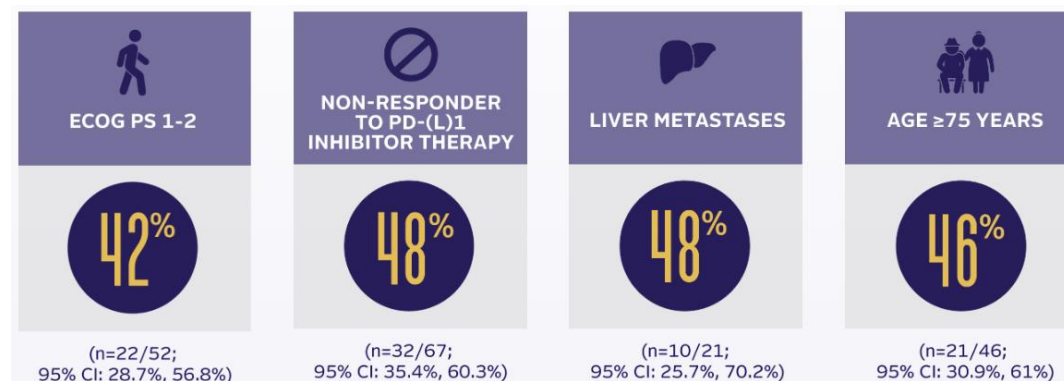 ECOG PS 1-2
42%
(n=22/52;
95% CI: 28.7%, 56.8%)
NON-RESPONDER
TO PD-(L)1
INHIBITOR THERAPY
48%
(n=32/67;
95% CI: 35.4%, 60.3%)
LIVER METASTASES
48%
(n=10/21;
95% CI: 25.7%, 70.2%)
AGE ≥75 YEARS
46%
(n=21/46;
95% CI: 30.9%, 61%)